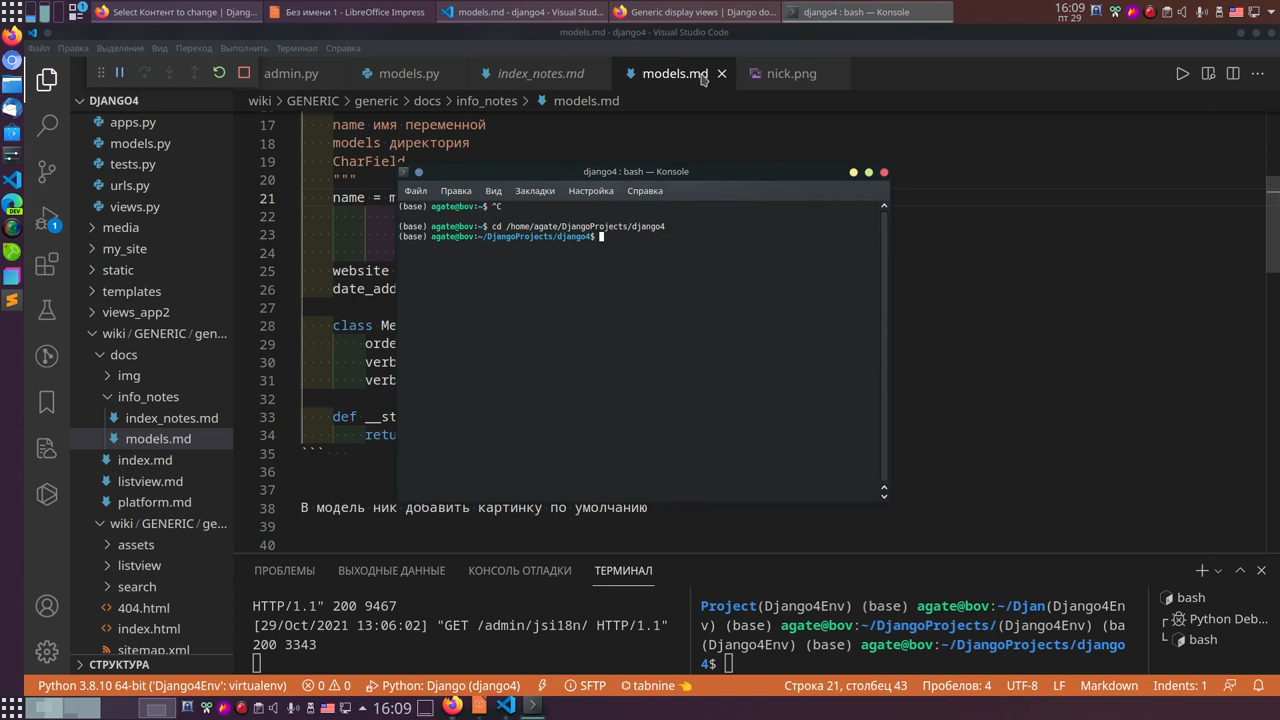 Select Контент to change | Django.
Без имени 1 - LibreOffice Impress
models.md - django4 - Visual Stud...
Generic display views | Django do...
django4 : bash — Konsole
16:09
пт 29
models.md - django4 - Visual Studio Code
Файл Правка Выделение Вид Переход Выполнить Терминал Справка
admin.py
models.py
index_notes.md
models.md
nick.png
DJANGO4
wiki > GENERIC > generic > docs > info_notes > models.md
apps.py
models.py
tests.py
urls.py
views.py
media
my_site
static
templates
views_app2
wiki / GENERIC / gen...
docs
img
info_notes
index_notes.md
models.md
index.md
listview.md
platform.md
wiki / GENERIC / ge...
assets
listview
search
404.html
index.html
sitemap.xml
СТРУКТУРА
17 name имя переменной
18 models директория
19 CharField
20 """
21 name = m
22
23
24
25 website
26 date_add
27
28 class Me
29 orde
30 verb
31 verb
32
33 def __st
34 retu
35 ```
36
37
38 В модель ник добавить картинку по умолчанию
39
40
django4 : bash — Konsole
Файл Правка Вид Закладки Настройка Справка
(base) agate@bov:~$ ^C
(base) agate@bov:~$ cd /home/agate/DjangoProjects/django4
(base) agate@bov:~/DjangoProjects/django4$
ПРОБЛЕМЫ ВЫХОДНЫЕ ДАННЫЕ КОНСОЛЬ ОТЛАДКИ ТЕРМИНАЛ
HTTP/1.1" 200 9467
[29/Oct/2021 13:06:02] "GET /admin/jsi18n/ HTTP/1.1"
200 3343
Project(Django4Env) (base) agate@bov:~/Djan(Django4En
v) (base) agate@bov:~/DjangoProjects/(Django4Env) (ba
(Django4Env) (base) agate@bov:~/DjangoProjects/django
4$
bash
Python Deb...
bash
Python 3.8.10 64-bit ('Django4Env': virtualenv) 0 0 Python: Django (django4) SFTP tabnine Строка 21, столбец 43 Пробелов: 4 UTF-8 LF Markdown Indents: 1
16:09